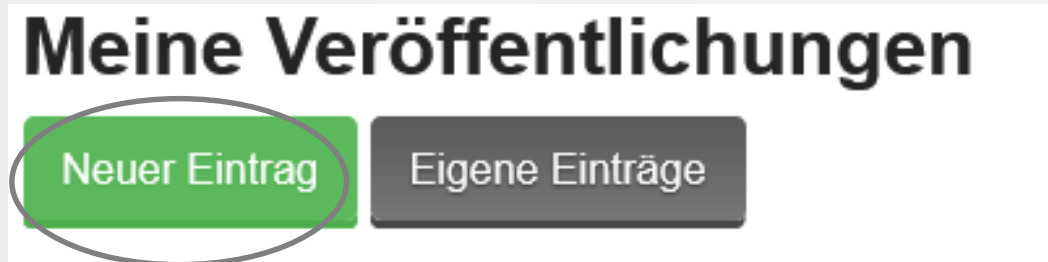 Meine Veröffentlichungen
Neuer Eintrag Eigene Einträge